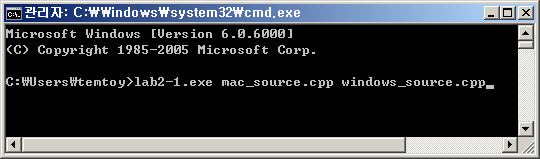 관리자: C:₩Windows₩system32₩cmd.exe
Microsoft Windows [Version 6.0.6000]
(C) Copyright 1985-2005 Microsoft Corp.
C:₩Users₩temtoy>lab2-1.exe mac_source.cpp windows_source.cpp